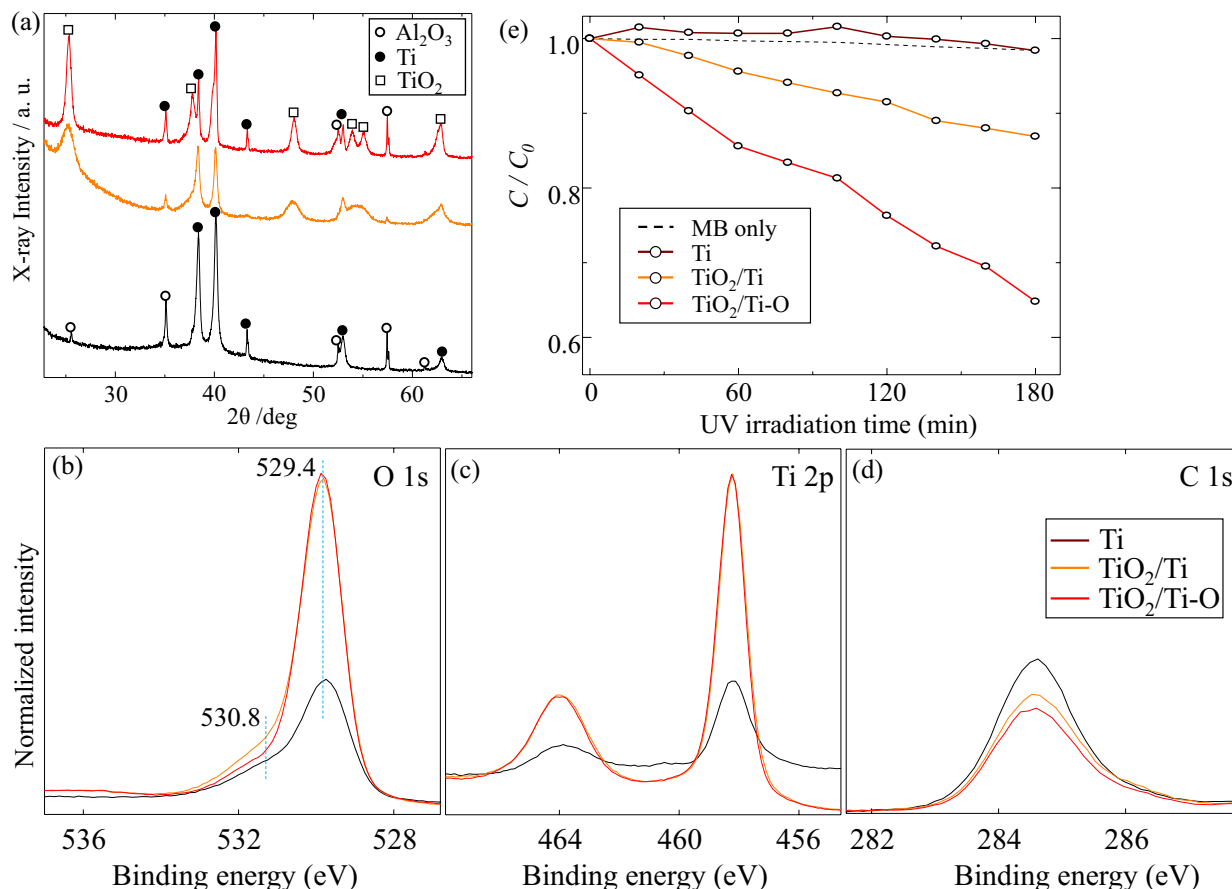 (a)
Al₂O₃
Ti
TiO₂
X-ray Intensity / a. u.
30 40 50 60
2θ /deg
(e)
1.0
0.8
0.6
C / C₀
MB only
Ti
TiO₂/Ti
TiO₂/Ti-O
0 60 120 180
UV irradiation time (min)
(b)
529.4
O 1s
530.8
Normalized intensity
536 532 528
Binding energy (eV)
(c)
Ti 2p
464 460 456
Binding energy (eV)
(d)
C 1s
Ti
TiO₂/Ti
TiO₂/Ti-O
282 284 286
Binding energy (eV)